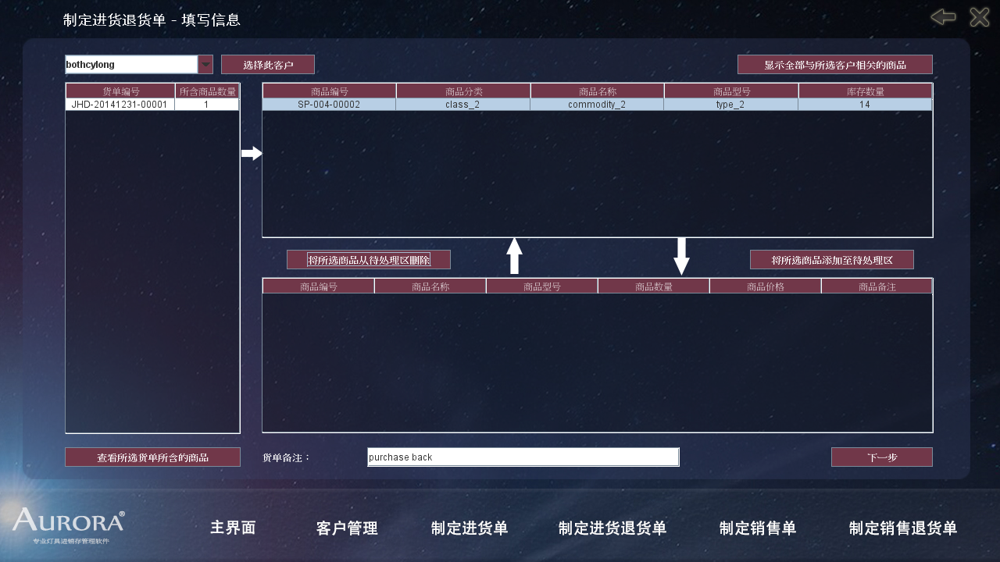 制定进货退货单 - 填写信息
bothcylong
选择此客户
显示全部与所选客户相关的商品
货单编号 所含商品数量
JHD-20141231-00001 1
商品编号 商品分类 商品名称 商品型号 库存数量
SP-004-00002 class_2 commodity_2 type_2 14
将所选商品从待处理区删除
将所选商品添加至待处理区
商品编号 商品名称 商品型号 商品数量 商品价格 商品备注
查看所选货单所含的商品
货单备注：
purchase back
下一步
AURORA®
专业灯具进销存管理软件
主界面 客户管理 制定进货单 制定进货退货单 制定销售单 制定销售退货单